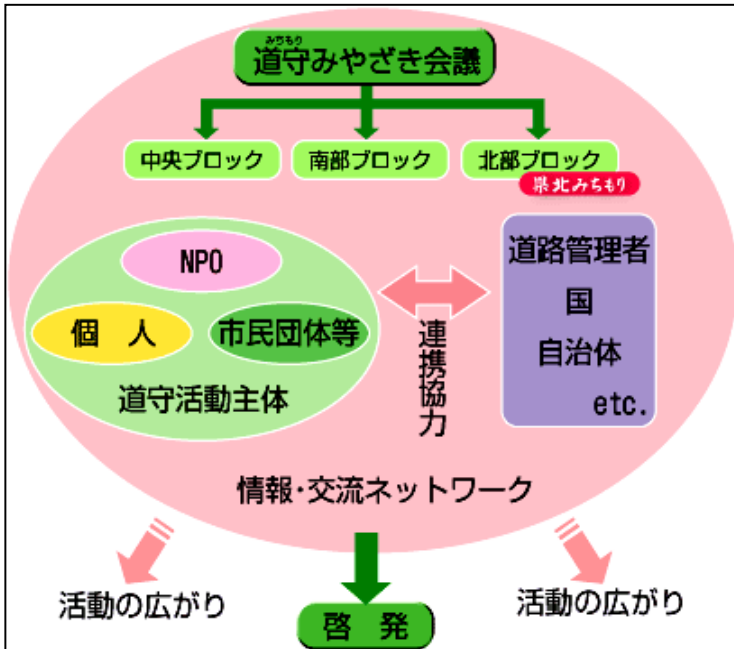 みちもり
道守みやざき会議
中央ブロック
南部ブロック
北部ブロック
県北みちもり
NPO
個 人
市民団体等
道守活動主体
連携協力
道路管理者
国
自治体
etc.
情報・交流ネットワーク
活動の広がり
活動の広がり
啓 発